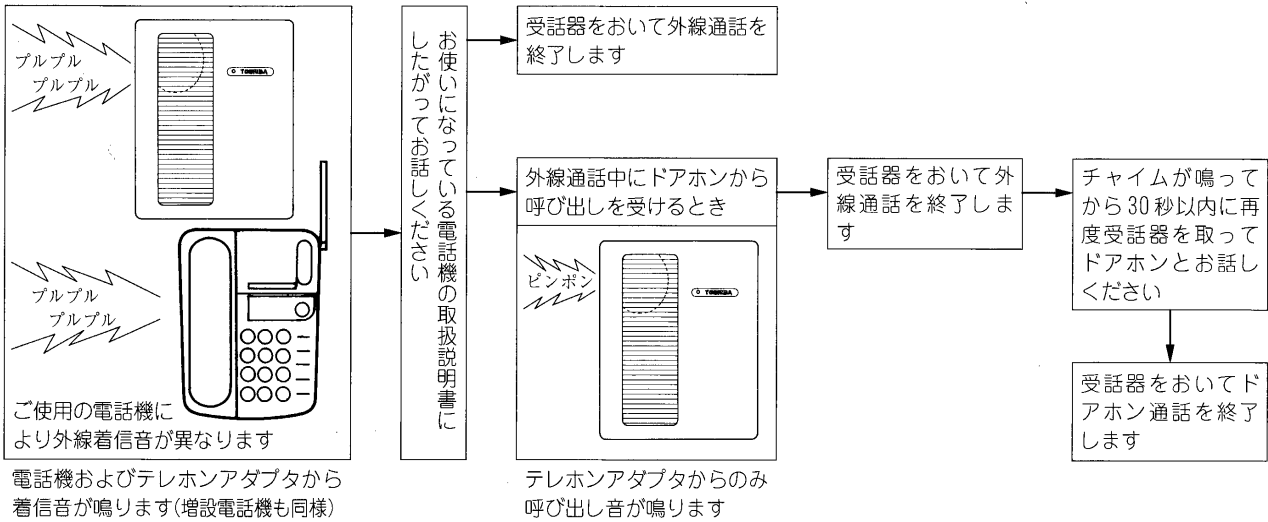 プルプル
プルプル
TOSHIBA
プルプル
プルプル
ご使用の電話機に
より外線着信音が異なります
電話機およびテレホンアダプタから
着信音が鳴ります(増設電話機も同様)
お使いになっている電話機の取扱説明書に
したがってお話しください
受話器をおいて外線通話を
終了します
外線通話中にドアホンから
呼び出しを受けるとき
ピンポン
TOSHIBA
テレホンアダプタからのみ
呼び出し音が鳴ります
受話器をおいて外
線通話を終了しま
す
チャイムが鳴って
から30秒以内に再
度受話器を取って
ドアホンとお話し
ください
受話器をおいてド
アホン通話を終了
します